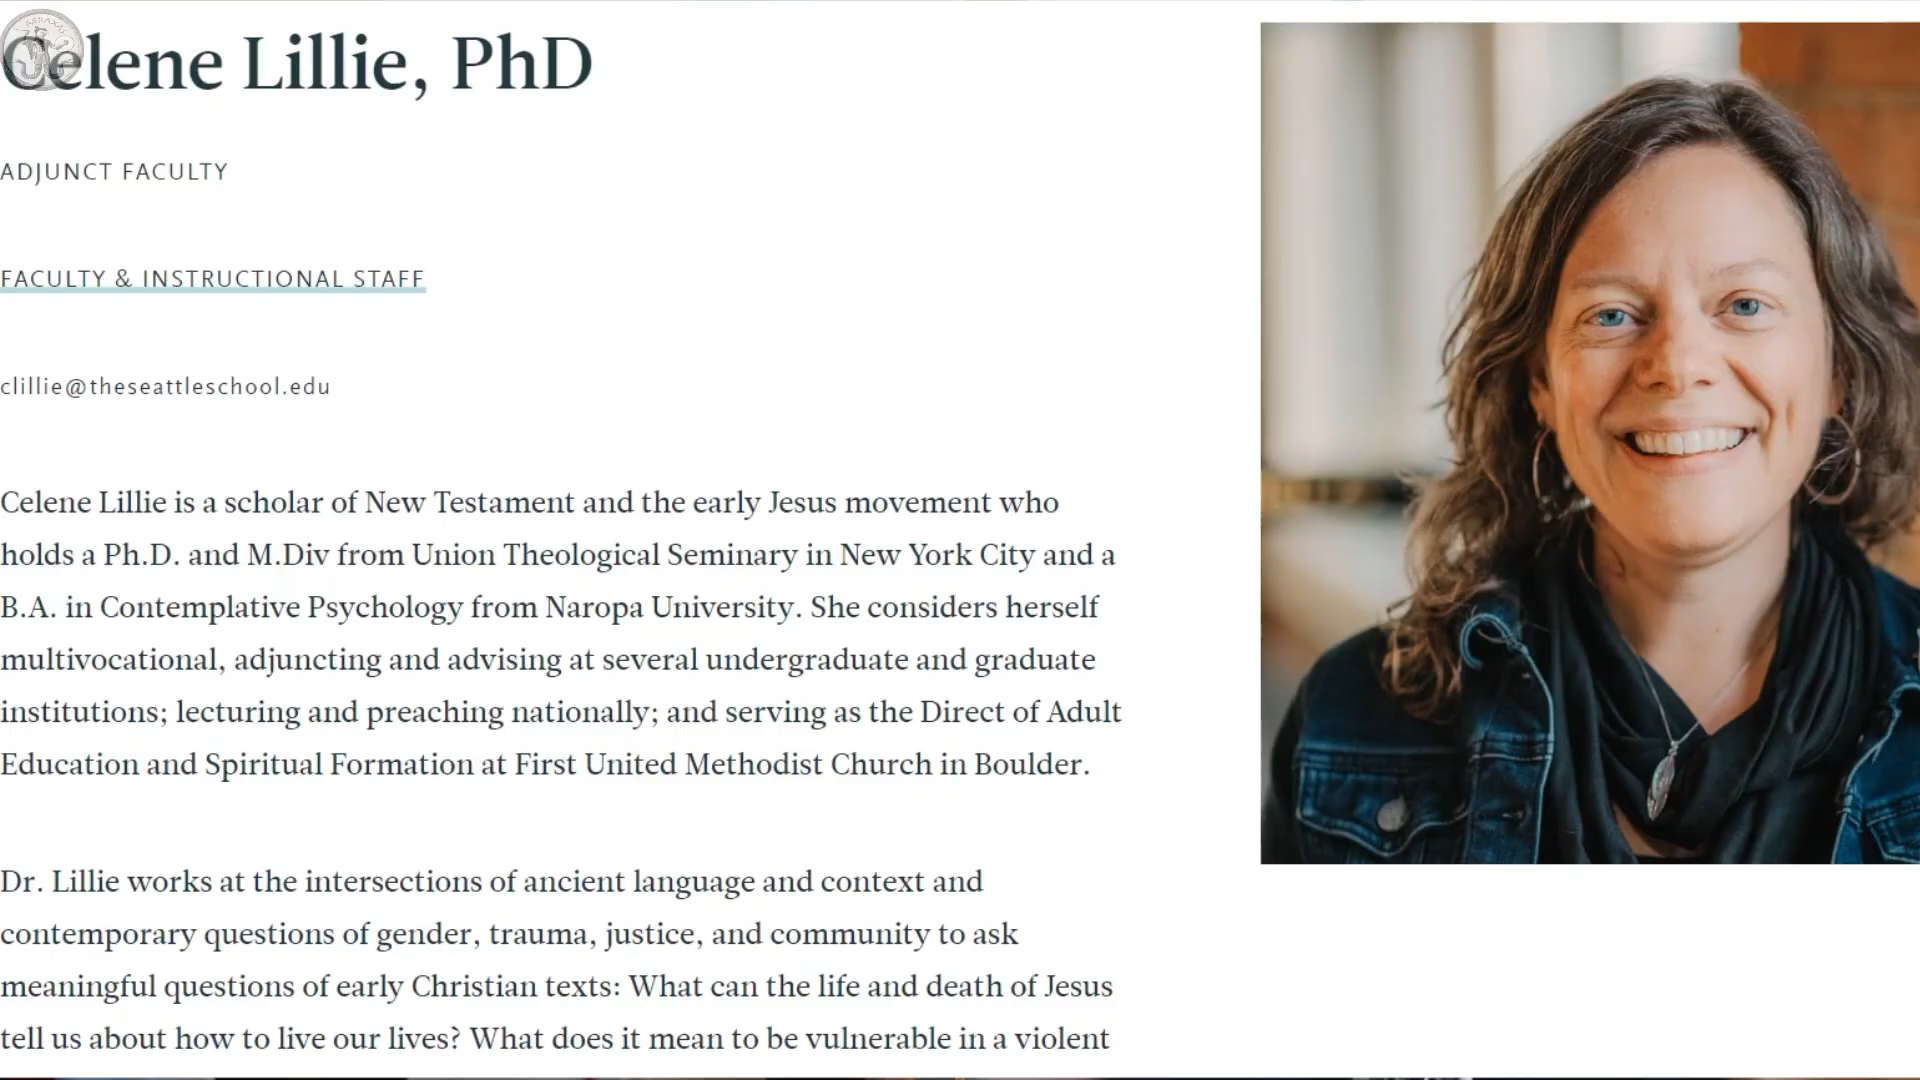 Celene Lillie, PhD
ADJUNCT FACULTY
FACULTY & INSTRUCTIONAL STAFF
clillie@theseattleschool.edu
Celene Lillie is a scholar of New Testament and the early Jesus movement who
holds a Ph.D. and M.Div from Union Theological Seminary in New York City and a
B.A. in Contemplative Psychology from Naropa University. She considers herself
multivocational, adjuncting and advising at several undergraduate and graduate
institutions; lecturing and preaching nationally; and serving as the Direct of Adult
Education and Spiritual Formation at First United Methodist Church in Boulder.
Dr. Lillie works at the intersections of ancient language and context and
contemporary questions of gender, trauma, justice, and community to ask
meaningful questions of early Christian texts: What can the life and death of Jesus
tell us about how to live our lives? What does it mean to be vulnerable in a violent